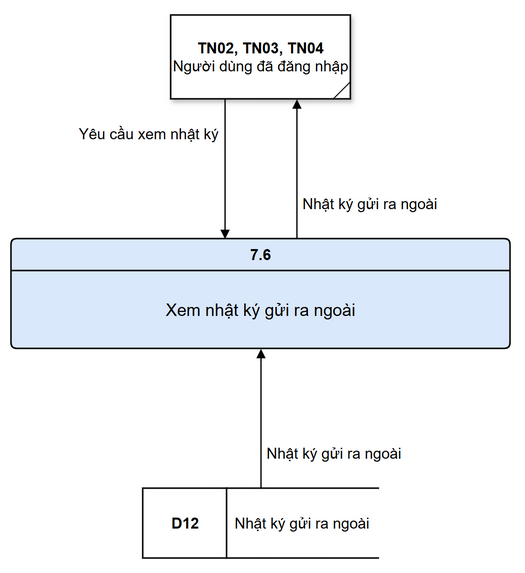 TN02, TN03, TN04
Người dùng đã đăng nhập
Yêu cầu xem nhật ký
Nhật ký gửi ra ngoài
7.6
Xem nhật ký gửi ra ngoài
Nhật ký gửi ra ngoài
D12
Nhật ký gửi ra ngoài